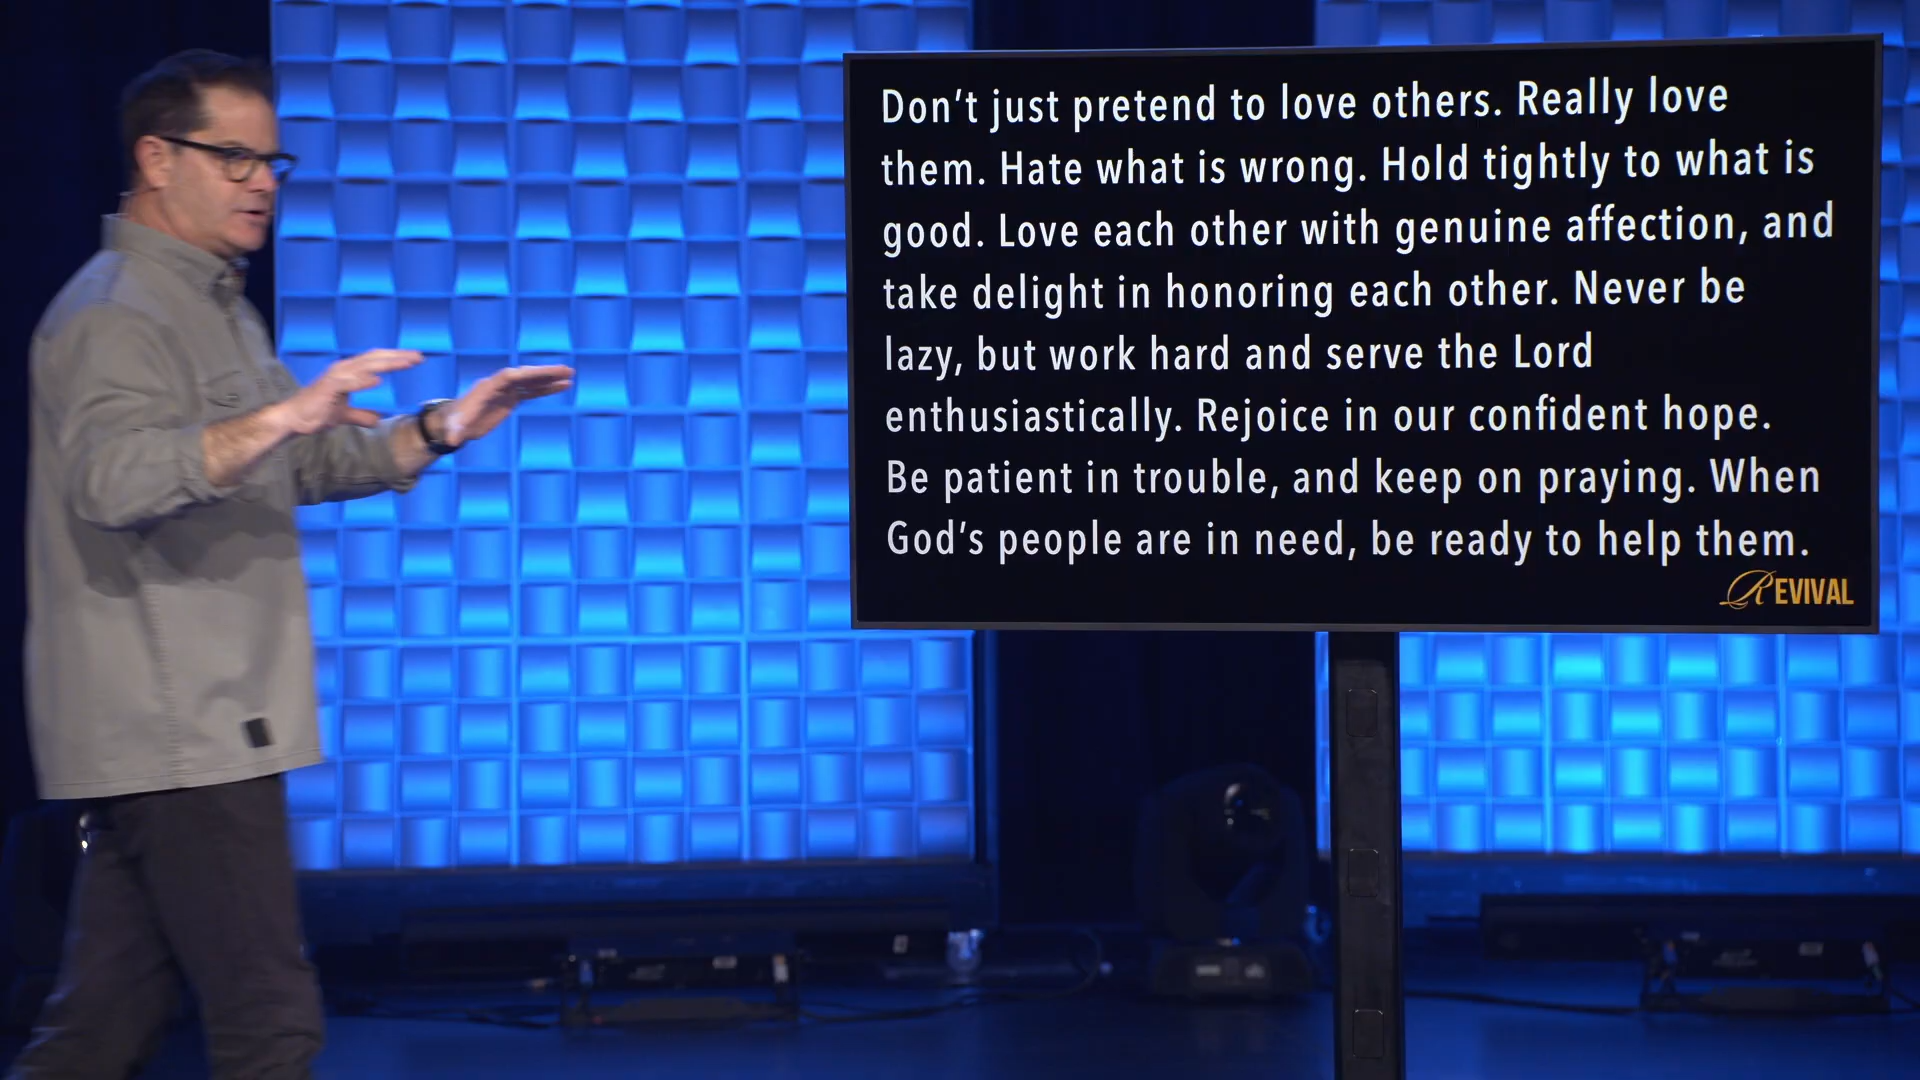 Don't just pretend to love others. Really love
them. Hate what is wrong. Hold tightly to what is
good. Love each other with genuine affection, and
take delight in honoring each other. Never be
lazy, but work hard and serve the Lord
enthusiastically. Rejoice in our confident hope.
Be patient in trouble, and keep on praying. When
God's people are in need, be ready to help them.
REVIVAL